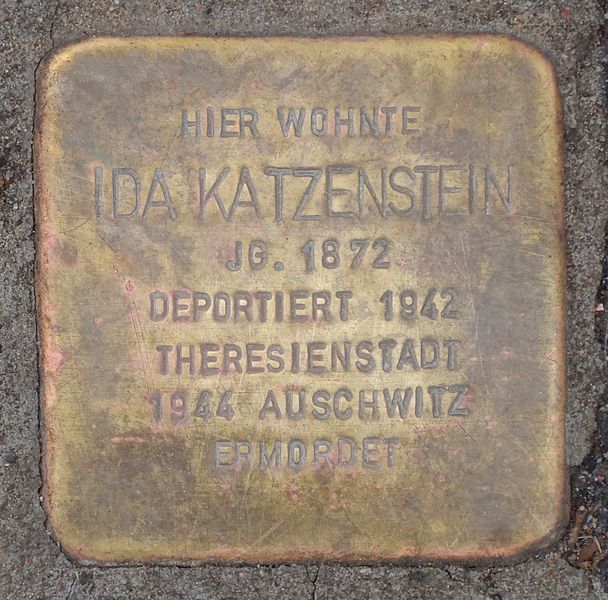 HIER WOHNTE
IDA KATZENSTEIN
JG. 1872
DEPORTIERT 1942
THERESIENSTADT
1944 AUSCHWITZ
ERMORDET